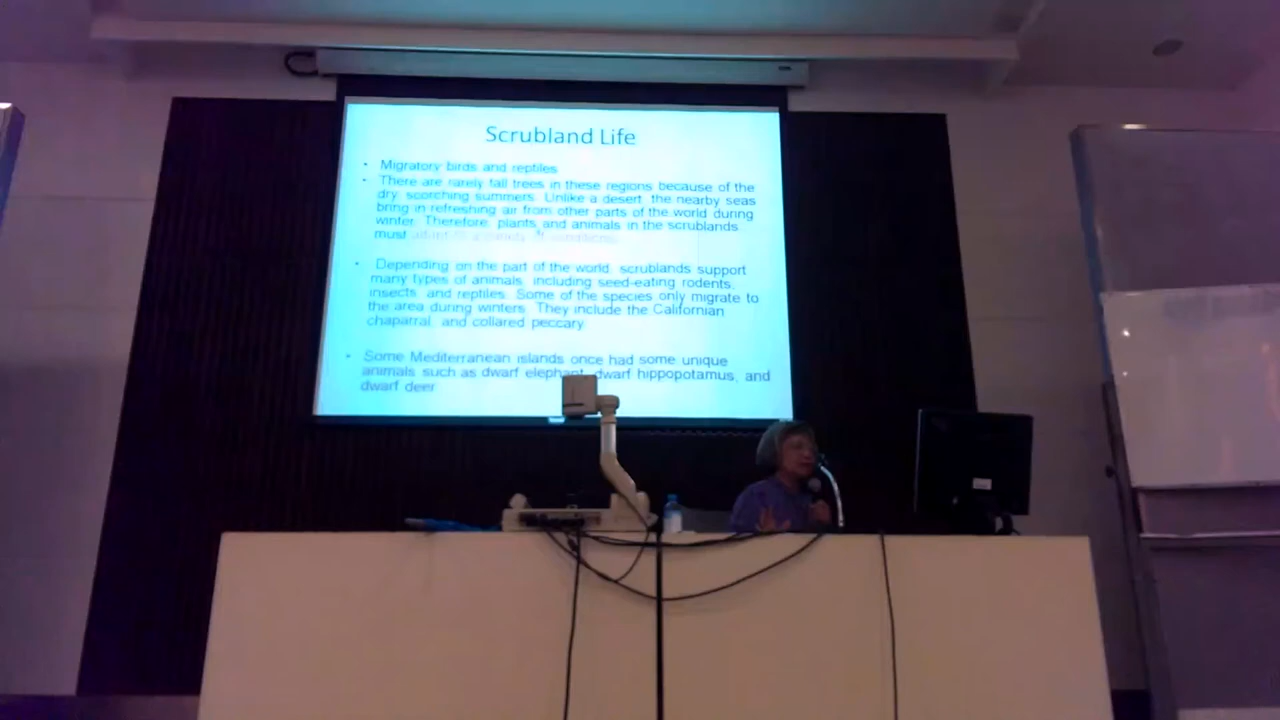 Scrubland Life
• Migratory birds and reptiles
• There are rarely tall trees in these regions because of the
dry, scorching summers. Unlike a desert, the nearby seas
bring in refreshing air from other parts of the world during
winter. Therefore, plants and animals in the scrublands
must adapt to a variety of conditions.
• Depending on the part of the world, scrublands support
many types of animals, including seed-eating rodents,
insects, and reptiles. Some of the species only migrate to
the area during winters. They include the Californian
chaparral, and collared peccary.
• Some Mediterranean islands once had some unique
animals such as dwarf elephant, dwarf hippopotamus, and
dwarf deer